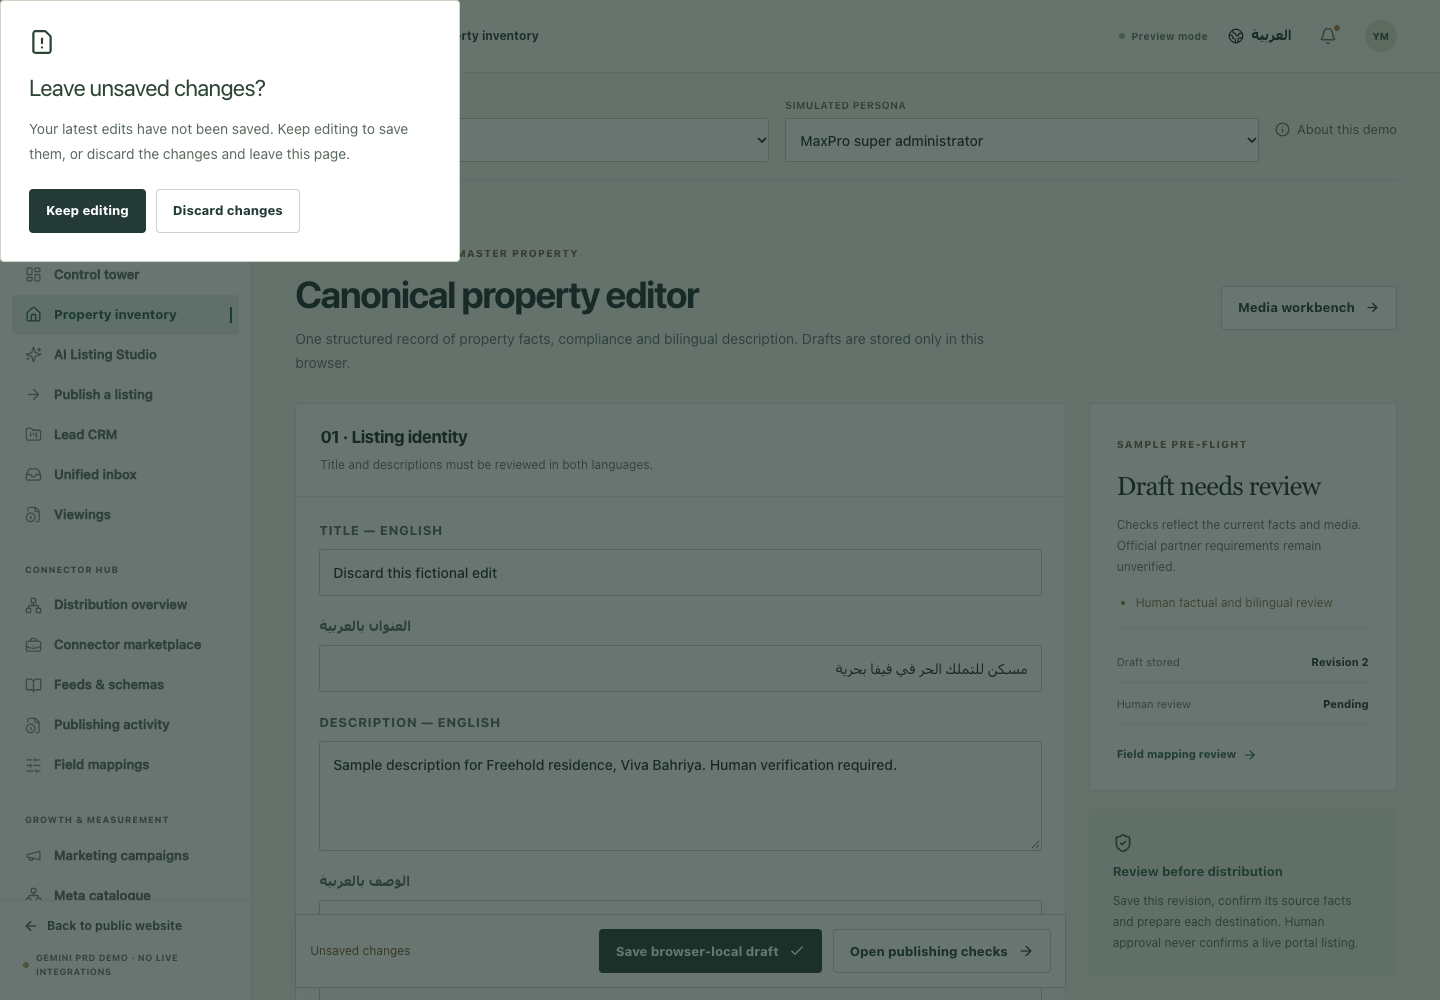 Leave unsaved changes?
Your latest edits have not been saved. Keep editing to save
them, or discard the changes and leave this page.
Keep editing
Discard changes
rty inventory
Preview mode
العربية
YM
SIMULATED PERSONA
MaxPro super administrator
About this demo
Control tower
Property inventory
AI Listing Studio
Publish a listing
Lead CRM
Unified inbox
Viewings
CONNECTOR HUB
Distribution overview
Connector marketplace
Feeds & schemas
Publishing activity
Field mappings
GROWTH & MEASUREMENT
Marketing campaigns
Meta catalogue
Back to public website
GEMINI PRD DEMO · NO LIVE
INTEGRATIONS
MASTER PROPERTY
Canonical property editor
One structured record of property facts, compliance and bilingual description. Drafts are stored only in this
browser.
Media workbench
01 · Listing identity
Title and descriptions must be reviewed in both languages.
TITLE — ENGLISH
Discard this fictional edit
العنوان بالعربية
مسكن للتملك الحر في فيفا بحرية
DESCRIPTION — ENGLISH
Sample description for Freehold residence, Viva Bahriya. Human verification required.
الوصف بالعربية
Unsaved changes
Save browser-local draft
Open publishing checks
SAMPLE PRE-FLIGHT
Draft needs review
Checks reflect the current facts and media.
Official partner requirements remain
unverified.
• Human factual and bilingual review
Draft stored
Revision 2
Human review
Pending
Field mapping review
Review before distribution
Save this revision, confirm its source facts
and prepare each destination. Human
approval never confirms a live portal listing.